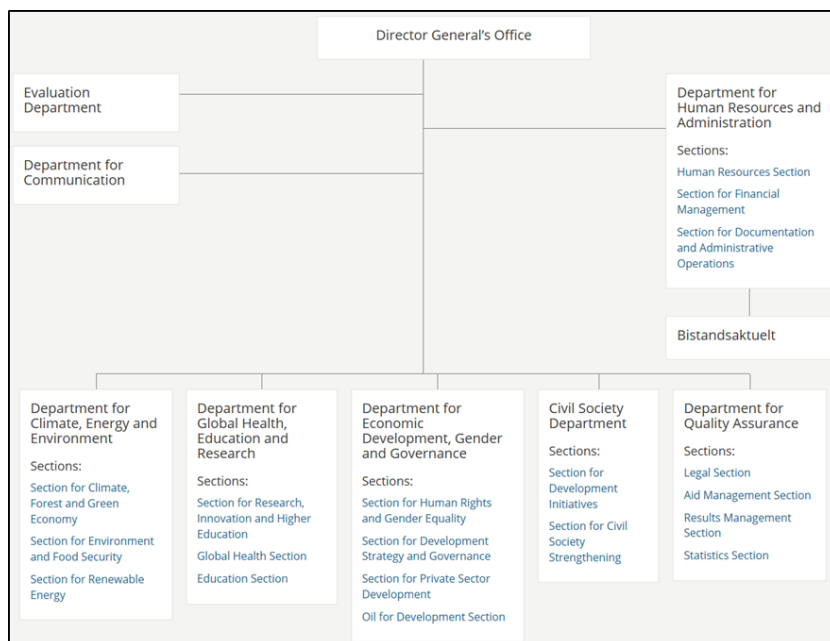 Director General's Office
Evaluation
Department
Department for
Communication
Department for
Human Resources and
Administration
Sections:
Human Resources Section
Section for Financial
Management
Section for Documentation
and Administrative
Operations
Bistandsaktuelt
Department for
Climate, Energy and
Environment
Sections:
Section for Climate,
Forest and Green
Economy
Section for Environment
and Food Security
Section for Renewable
Energy
Department for
Global Health,
Education and
Research
Sections:
Section for Research,
Innovation and Higher
Education
Global Health Section
Education Section
Department for
Economic
Development, Gender
and Governance
Sections:
Section for Human Rights
and Gender Equality
Section for Development
Strategy and Governance
Section for Private Sector
Development
Oil for Development Section
Civil Society
Department
Sections:
Section for
Development
Initiatives
Section for Civil
Society
Strengthening
Department for
Quality Assurance
Sections:
Legal Section
Aid Management Section
Results Management
Section
Statistics Section